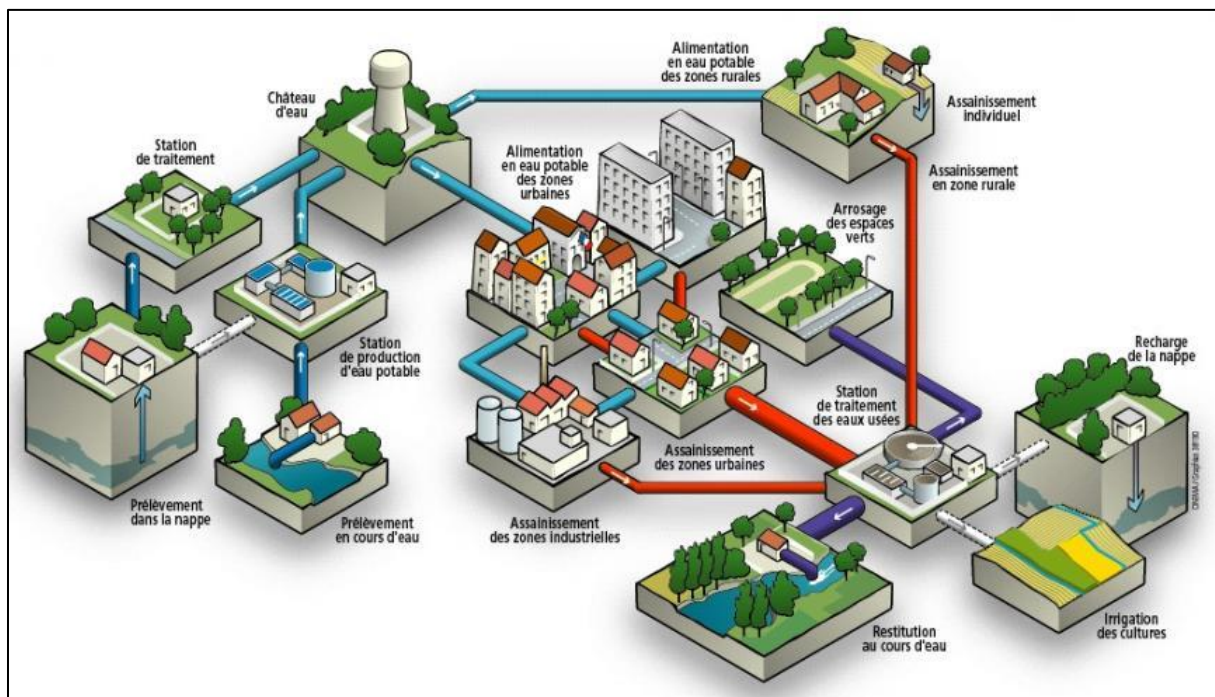 Alimentation
en eau potable
des zones rurales
Château
d'eau
Assainissement
individuel
Station
de traitement
Alimentation
en eau potable
des zones
urbaines
Assainissement
en zone rurale
Arrosage
des espaces
verts
Station
de production
d'eau potable
Recharge
de la nappe
Station
de traitement
des eaux usées
Assainissement
des zones urbaines
Prélèvement
dans la nappe
Prélèvement
en cours d'eau
Assainissement
des zones industrielles
Restitution
au cours d'eau
Irrigation
des cultures